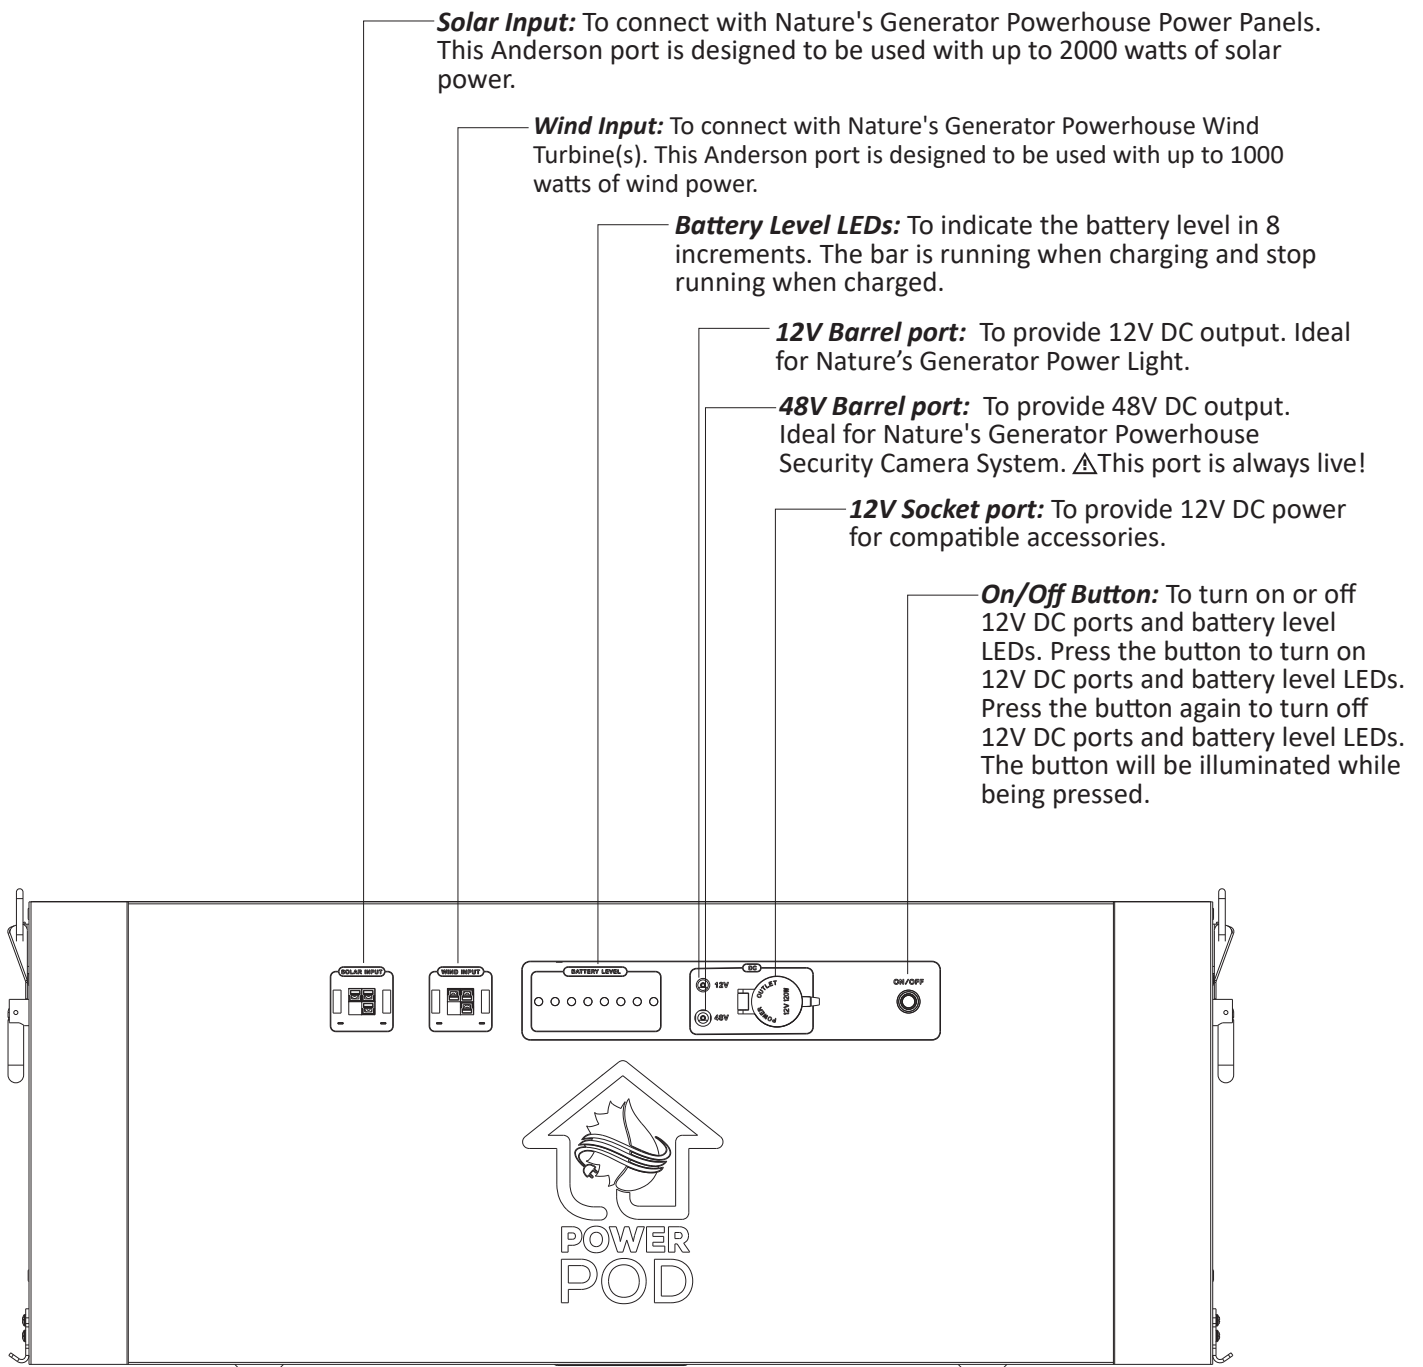 Solar Input: To connect with Nature's Generator Powerhouse Power Panels.
This Anderson port is designed to be used with up to 2000 watts of solar
power.
Wind Input: To connect with Nature's Generator Powerhouse Wind
Turbine(s). This Anderson port is designed to be used with up to 1000
watts of wind power.
Battery Level LEDs: To indicate the battery level in 8
increments. The bar is running when charging and stop
running when charged.
12V Barrel port: To provide 12V DC output. Ideal
for Nature’s Generator Power Light.
48V Barrel port: To provide 48V DC output.
Ideal for Nature's Generator Powerhouse
Security Camera System. ⚠This port is always live!
12V Socket port: To provide 12V DC power
for compatible accessories.
On/Off Button: To turn on or off
12V DC ports and battery level
LEDs. Press the button to turn on
12V DC ports and battery level LEDs.
Press the button again to turn off
12V DC ports and battery level LEDs.
The button will be illuminated while
being pressed.
SOLAR INPUT
WIND INPUT
BATTERY LEVEL
DC
12V
48V
POWER OUTLET
12V 120W
ON/OFF
POWER
POD